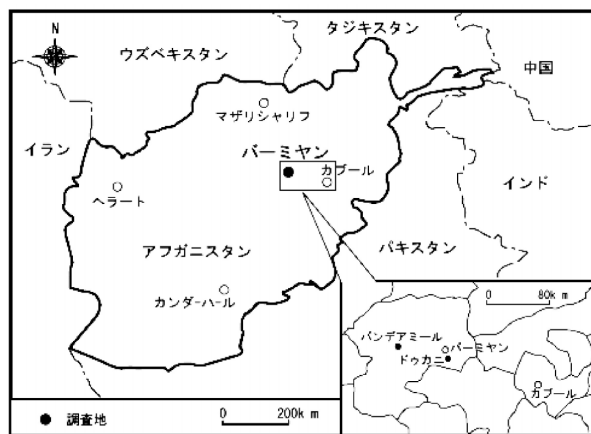 N
タジキスタン
ウズベキスタン
中国
マザリシャリフ
イラン
バーミヤン
カブール
インド
ヘラート
アフガニスタン
パキスタン
カンダーハール
0 80k m
バンデアミール
バーミヤン
ドゥカニ
カブール
● 調査地
0 200k m